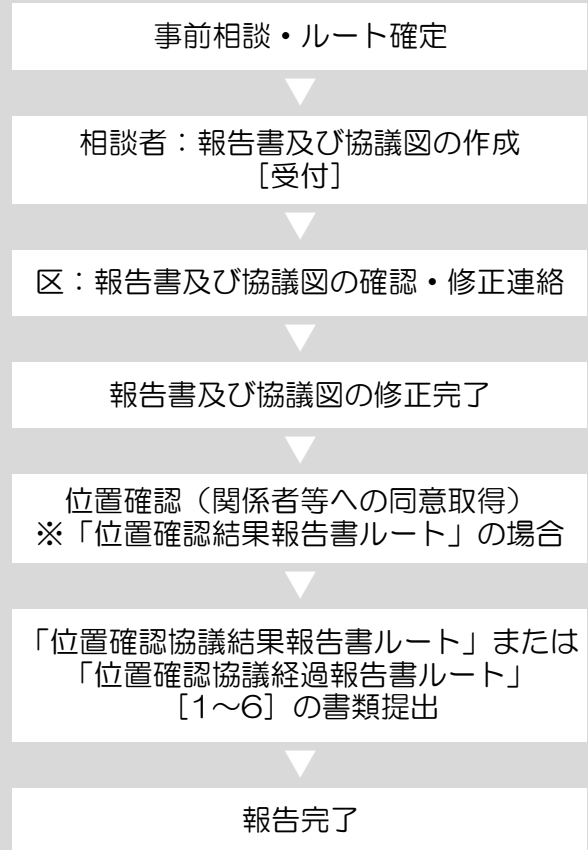 事前相談・ルート確定
相談者：報告書及び協議図の作成
［受付］
区：報告書及び協議図の確認・修正連絡
報告書及び協議図の修正完了
位置確認（関係者等への同意取得）
※「位置確認結果報告書ルート」の場合
「位置確認協議結果報告書ルート」または
「位置確認協議経過報告書ルート」
［1～6］の書類提出
報告完了